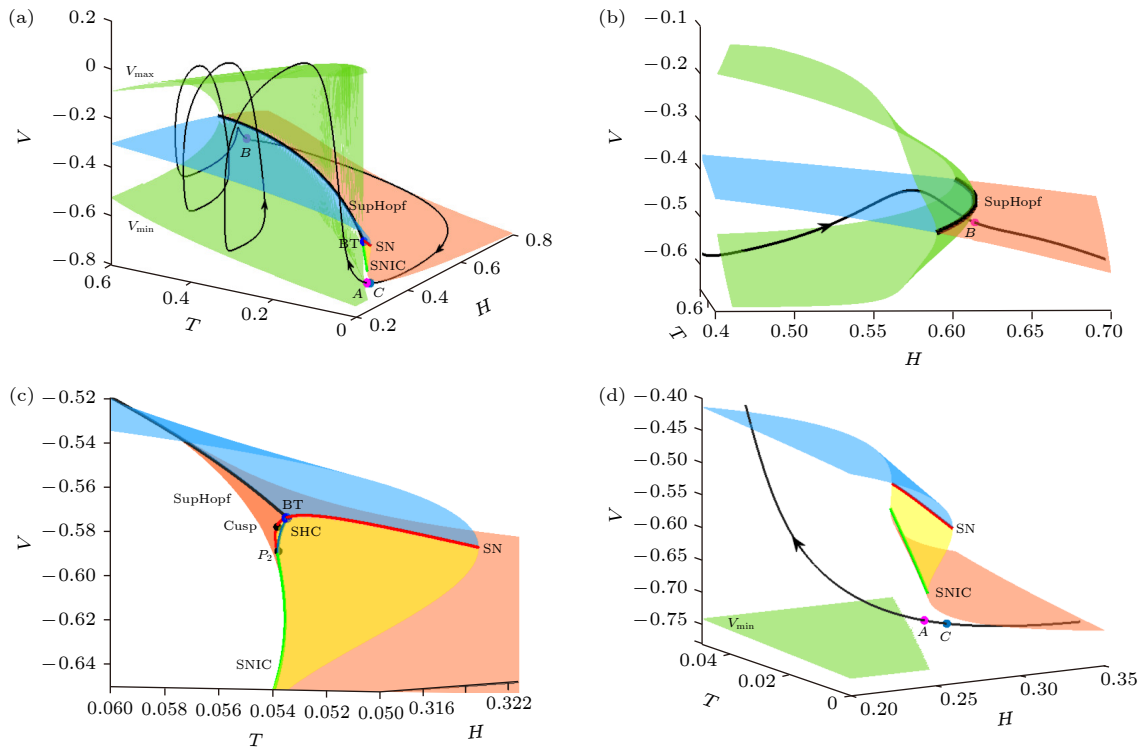 (a)
0.2
0
−0.2
−0.4
−0.6
−0.8
V
V_max
V_min
B
SupHopf
BT
SN
SNIC
A
C
0.6
0.4
0.2
0
T
0.2
0.4
0.6
0.8
H
(b)
−0.1
−0.2
−0.3
−0.4
−0.5
−0.6
V
SupHopf
B
0.6
T
0.4
0.50
0.55
0.60
0.65
0.70
H
(c)
−0.52
−0.54
−0.56
−0.58
−0.60
−0.62
−0.64
V
SupHopf
BT
Cusp
SHC
P_2
SN
SNIC
0.060
0.058
0.056
0.054
0.052
0.050
T
0.316
0.322
H
(d)
−0.40
−0.45
−0.50
−0.55
−0.60
−0.65
−0.70
−0.75
V
SN
SNIC
V_min
A
C
0.04
0.02
0
T
0.20
0.25
0.30
0.35
H